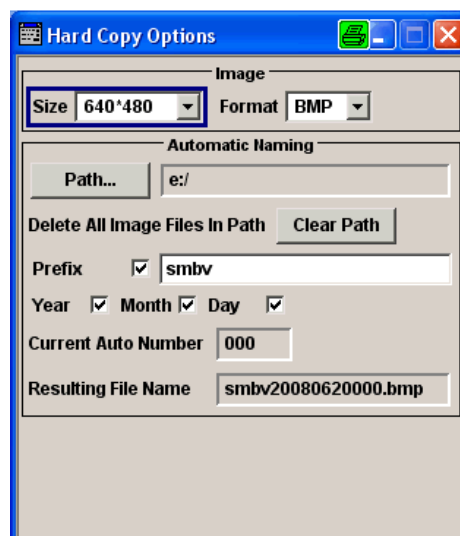 Hard Copy Options
Image
Size 640*480 Format BMP
Automatic Naming
Path... e:/
Delete All Image Files In Path Clear Path
Prefix smbv
Year Month Day
Current Auto Number 000
Resulting File Name smbv20080620000.bmp